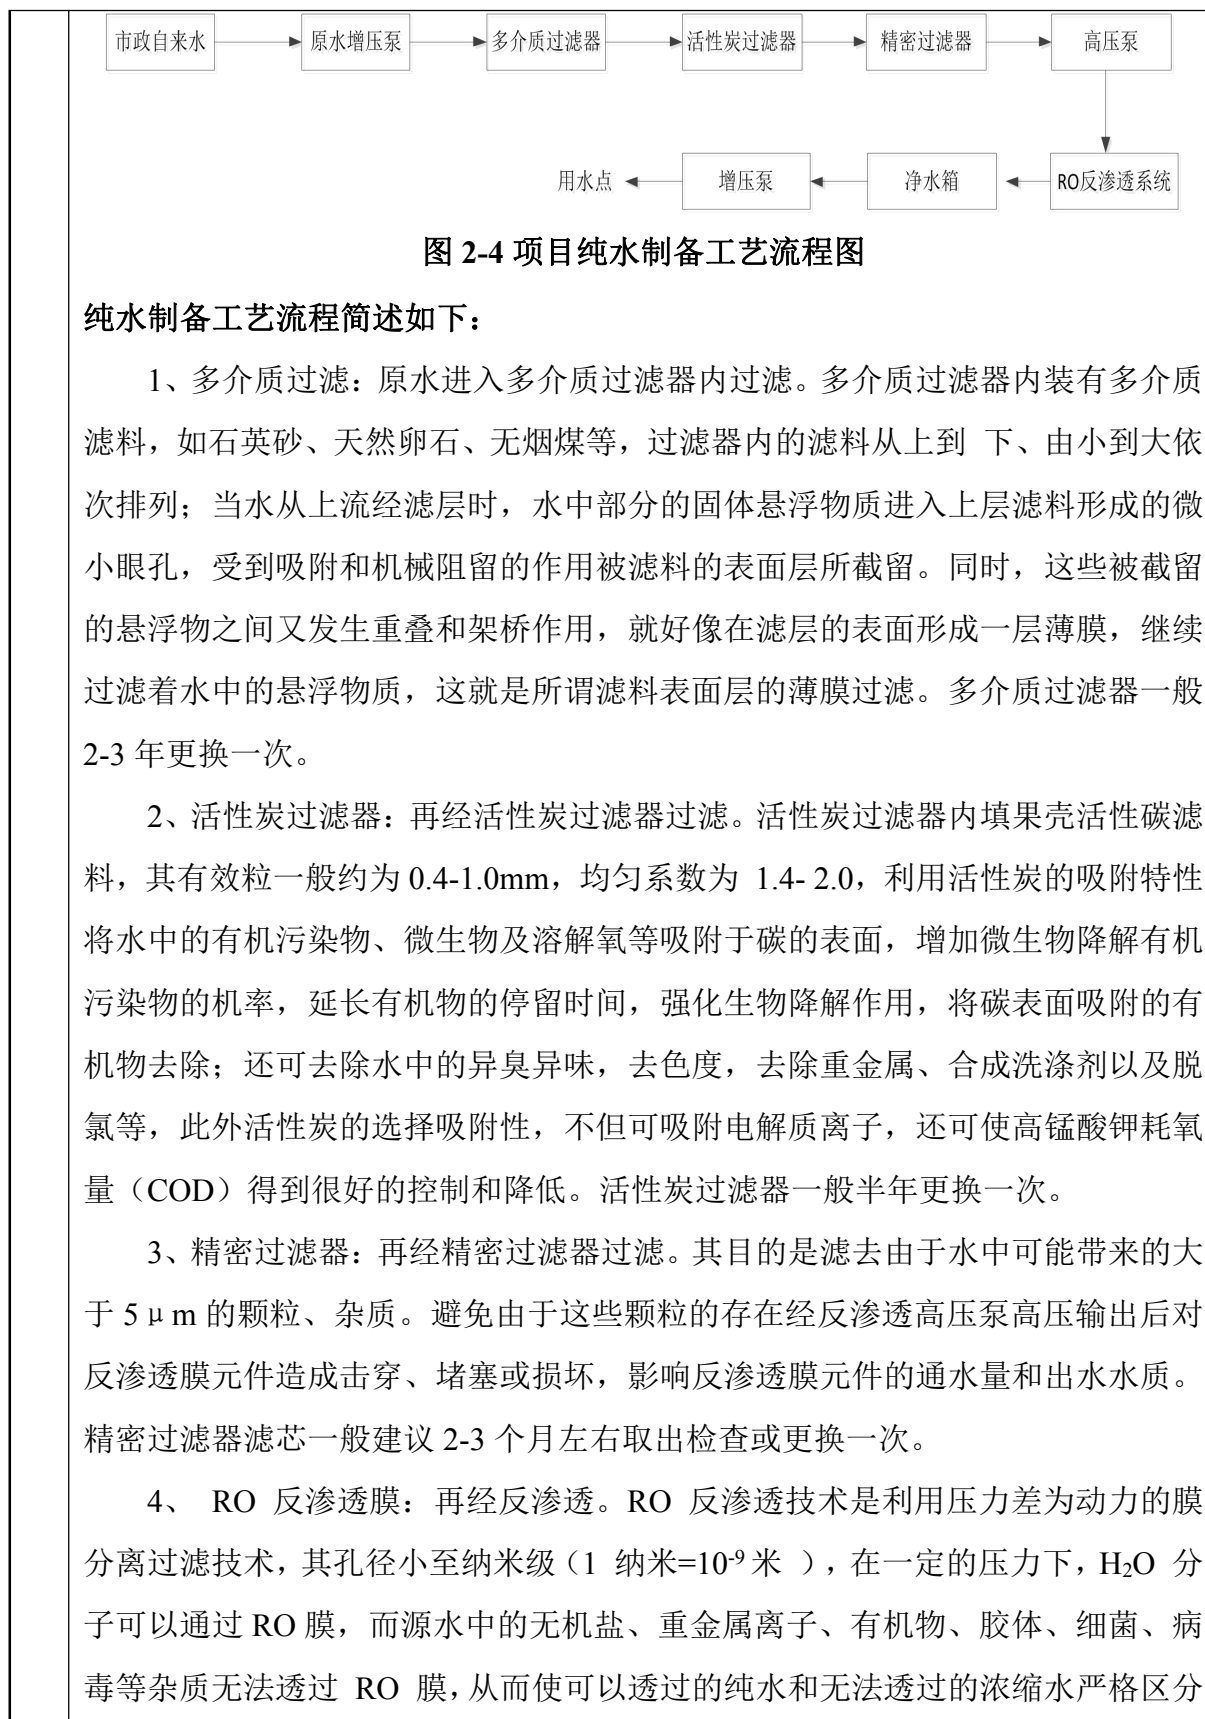 市政自来水 原水增压泵 多介质过滤器 活性炭过滤器 精密过滤器 高压泵
用水点 增压泵 净水箱 RO反渗透系统
图 2-4 项目纯水制备工艺流程图
纯水制备工艺流程简述如下：
1、多介质过滤：原水进入多介质过滤器内过滤。多介质过滤器内装有多介质
滤料，如石英砂、天然卵石、无烟煤等，过滤器内的滤料从上到 下、由小到大依
次排列；当水从上流经滤层时，水中部分的固体悬浮物质进入上层滤料形成的微
小眼孔，受到吸附和机械阻留的作用被滤料的表面层所截留。同时，这些被截留
的悬浮物之间又发生重叠和架桥作用，就好像在滤层的表面形成一层薄膜，继续
过滤着水中的悬浮物质，这就是所谓滤料表面层的薄膜过滤。多介质过滤器一般
2-3 年更换一次。
2、活性炭过滤器：再经活性炭过滤器过滤。活性炭过滤器内填果壳活性碳滤
料，其有效粒一般约为 0.4-1.0mm，均匀系数为 1.4- 2.0，利用活性炭的吸附特性
将水中的有机污染物、微生物及溶解氧等吸附于碳的表面，增加微生物降解有机
污染物的机率，延长有机物的停留时间，强化生物降解作用，将碳表面吸附的有
机物去除；还可去除水中的异臭异味，去色度，去除重金属、合成洗涤剂以及脱
氯等，此外活性炭的选择吸附性，不但可吸附电解质离子，还可使高锰酸钾耗氧
量（COD）得到很好的控制和降低。活性炭过滤器一般半年更换一次。
3、精密过滤器：再经精密过滤器过滤。其目的是滤去由于水中可能带来的大
于 5μm 的颗粒、杂质。避免由于这些颗粒的存在经反渗透高压泵高压输出后对
反渗透膜元件造成击穿、堵塞或损坏，影响反渗透膜元件的通水量和出水水质。
精密过滤器滤芯一般建议 2-3 个月左右取出检查或更换一次。
4、 RO 反渗透膜：再经反渗透。RO 反渗透技术是利用压力差为动力的膜
分离过滤技术，其孔径小至纳米级（1 纳米=10⁻⁹米 ），在一定的压力下，H₂O 分
子可以通过 RO 膜，而源水中的无机盐、重金属离子、有机物、胶体、细菌、病
毒等杂质无法透过 RO 膜，从而使可以透过的纯水和无法透过的浓缩水严格区分